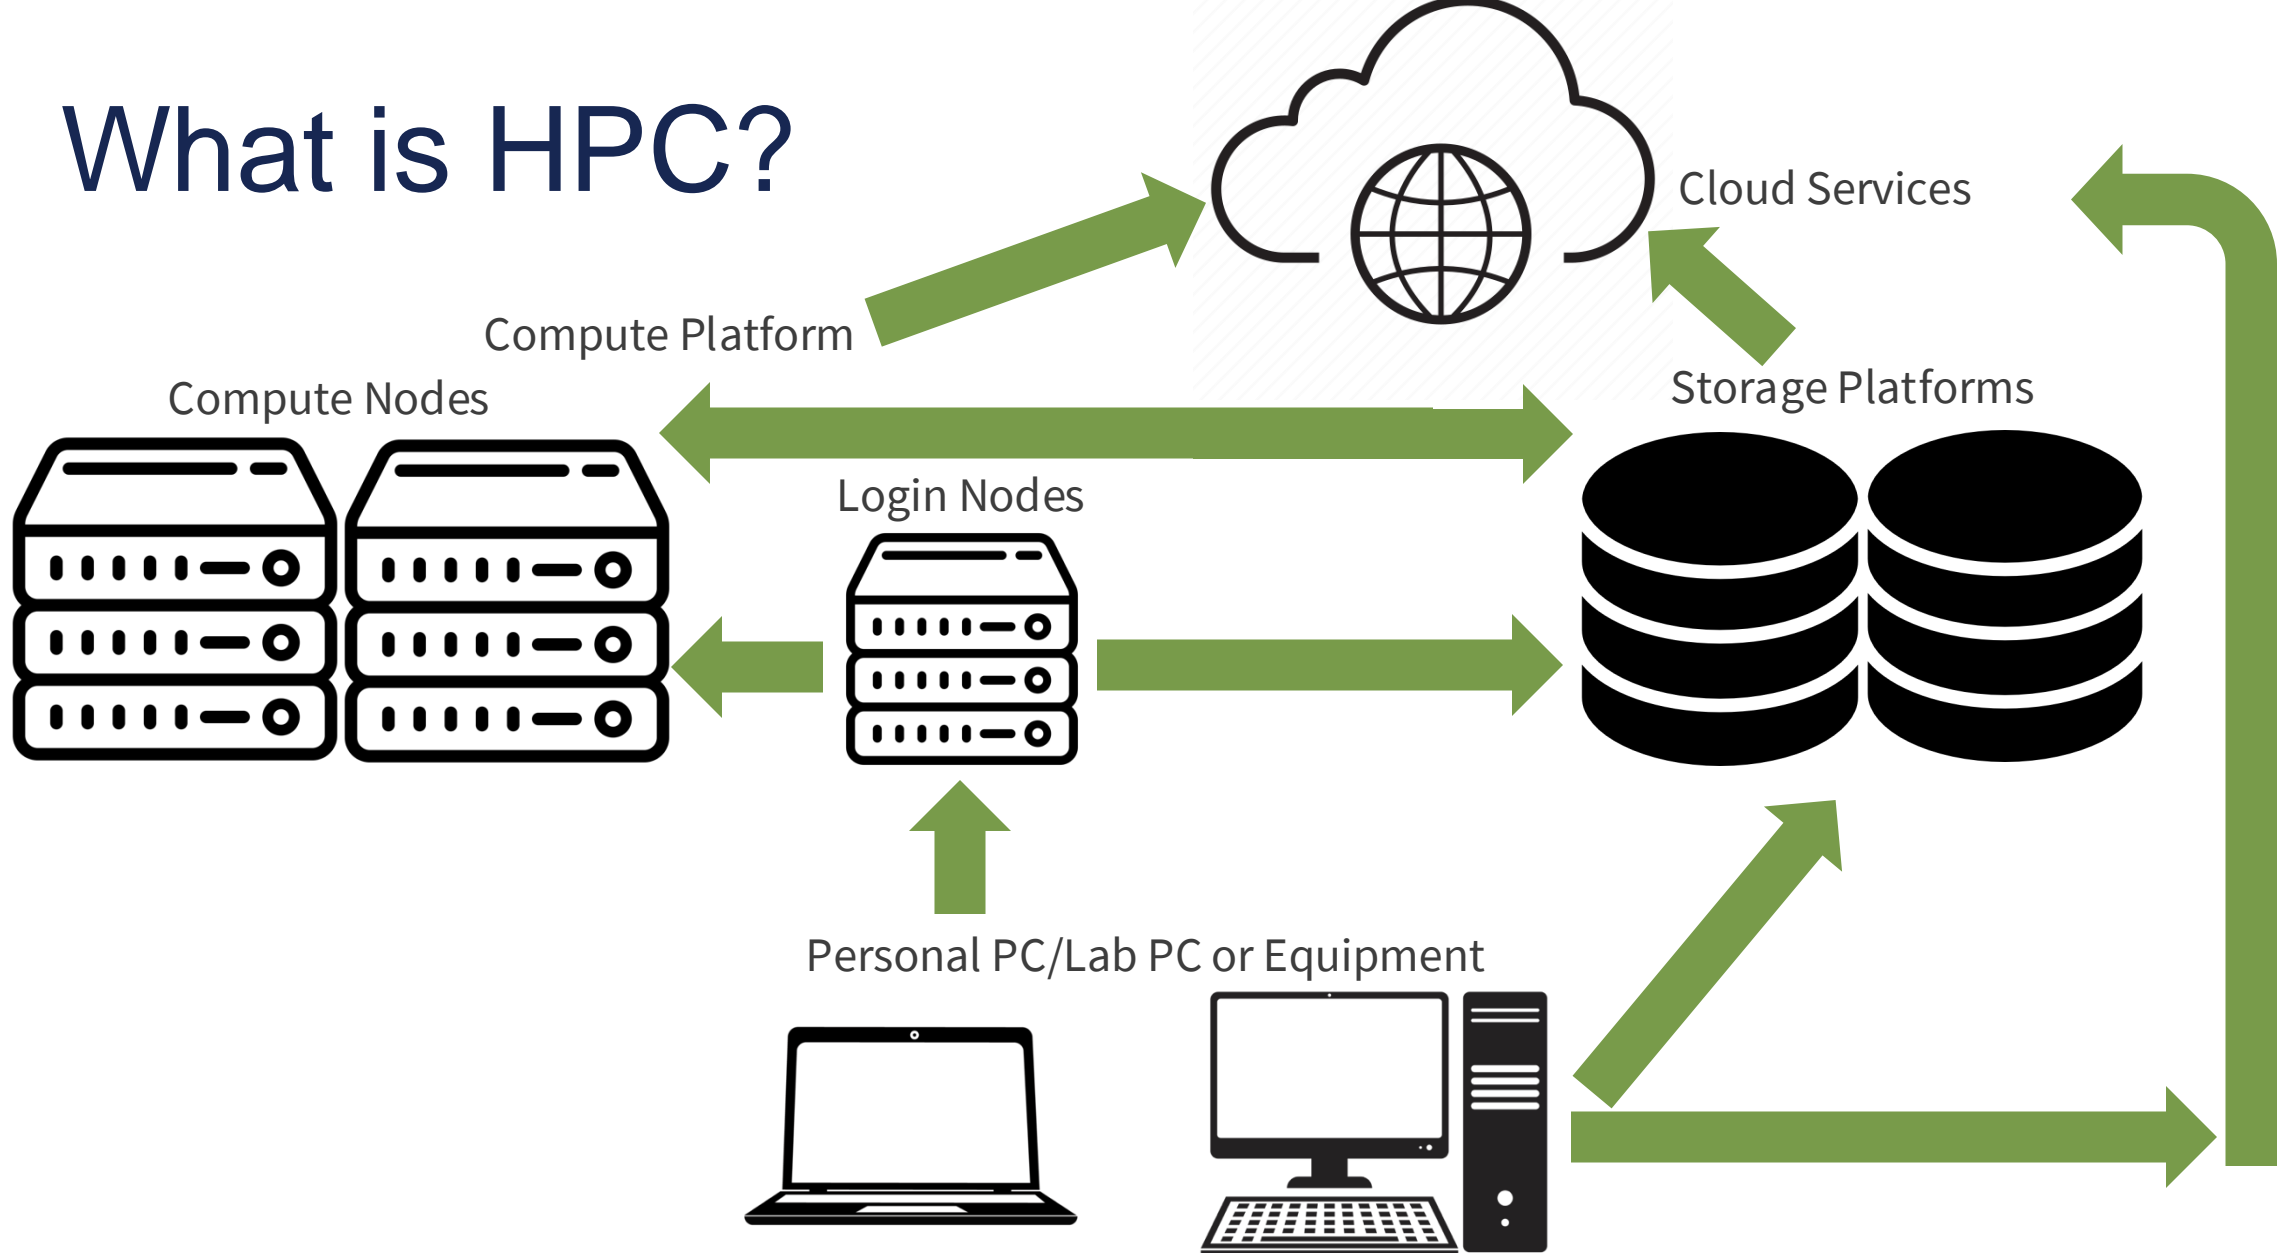 What is HPC?
Cloud Services
Compute Platform
Compute Nodes
Storage Platforms
Login Nodes
Personal PC/Lab PC or Equipment